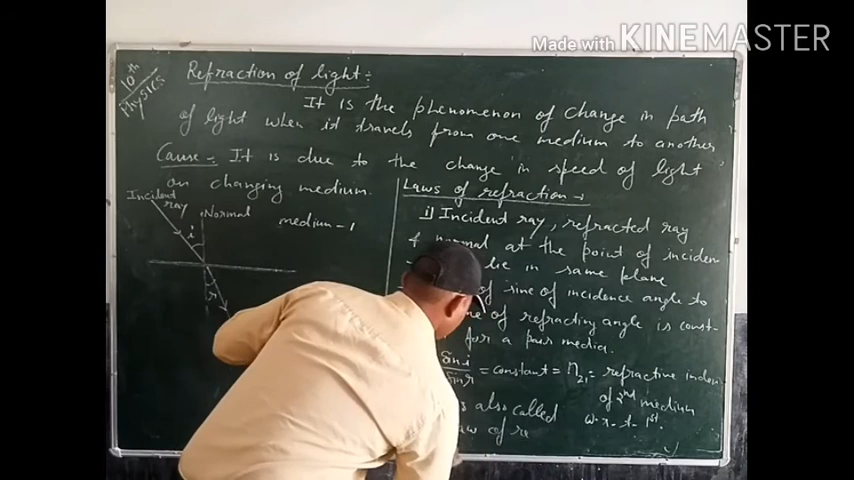 Made with KINEMASTER
10th
Physics
Refraction of light:
It is the phenomenon of change in path
of light when it travels from one medium to another.
Cause:- It is due to the change in speed of light
on changing medium.
Incident
ray
Normal
medium-1
i
r
Laws of refraction:-
i) Incident ray, refracted ray
& normal at the point of inciden
lie in same plane
of sine of incidence angle to
of refracting angle is const-
for a pair media.
Sin i
Sin r
= constant = n21 = refractive index
of 2nd medium
w.r.t. 1st.
also called
of re